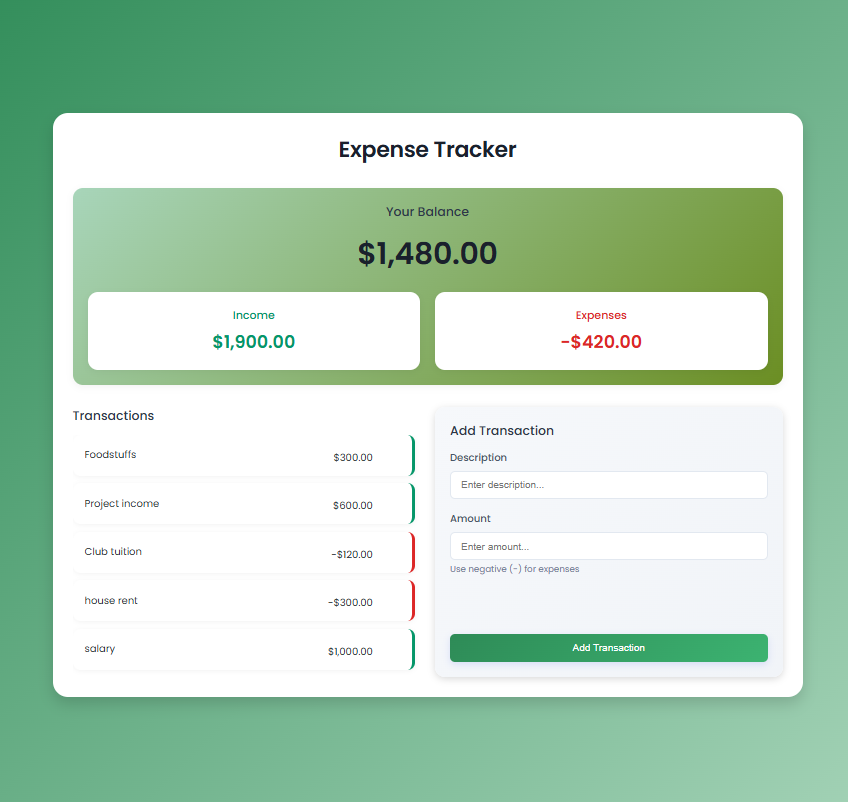 Expense Tracker
Your Balance
$1,480.00
Income
$1,900.00
Expenses
-$420.00
Transactions
Foodstuffs $300.00
Project income $600.00
Club tuition -$120.00
house rent -$300.00
salary $1,000.00
Add Transaction
Description
Enter description...
Amount
Enter amount...
Use negative (-) for expenses
Add Transaction